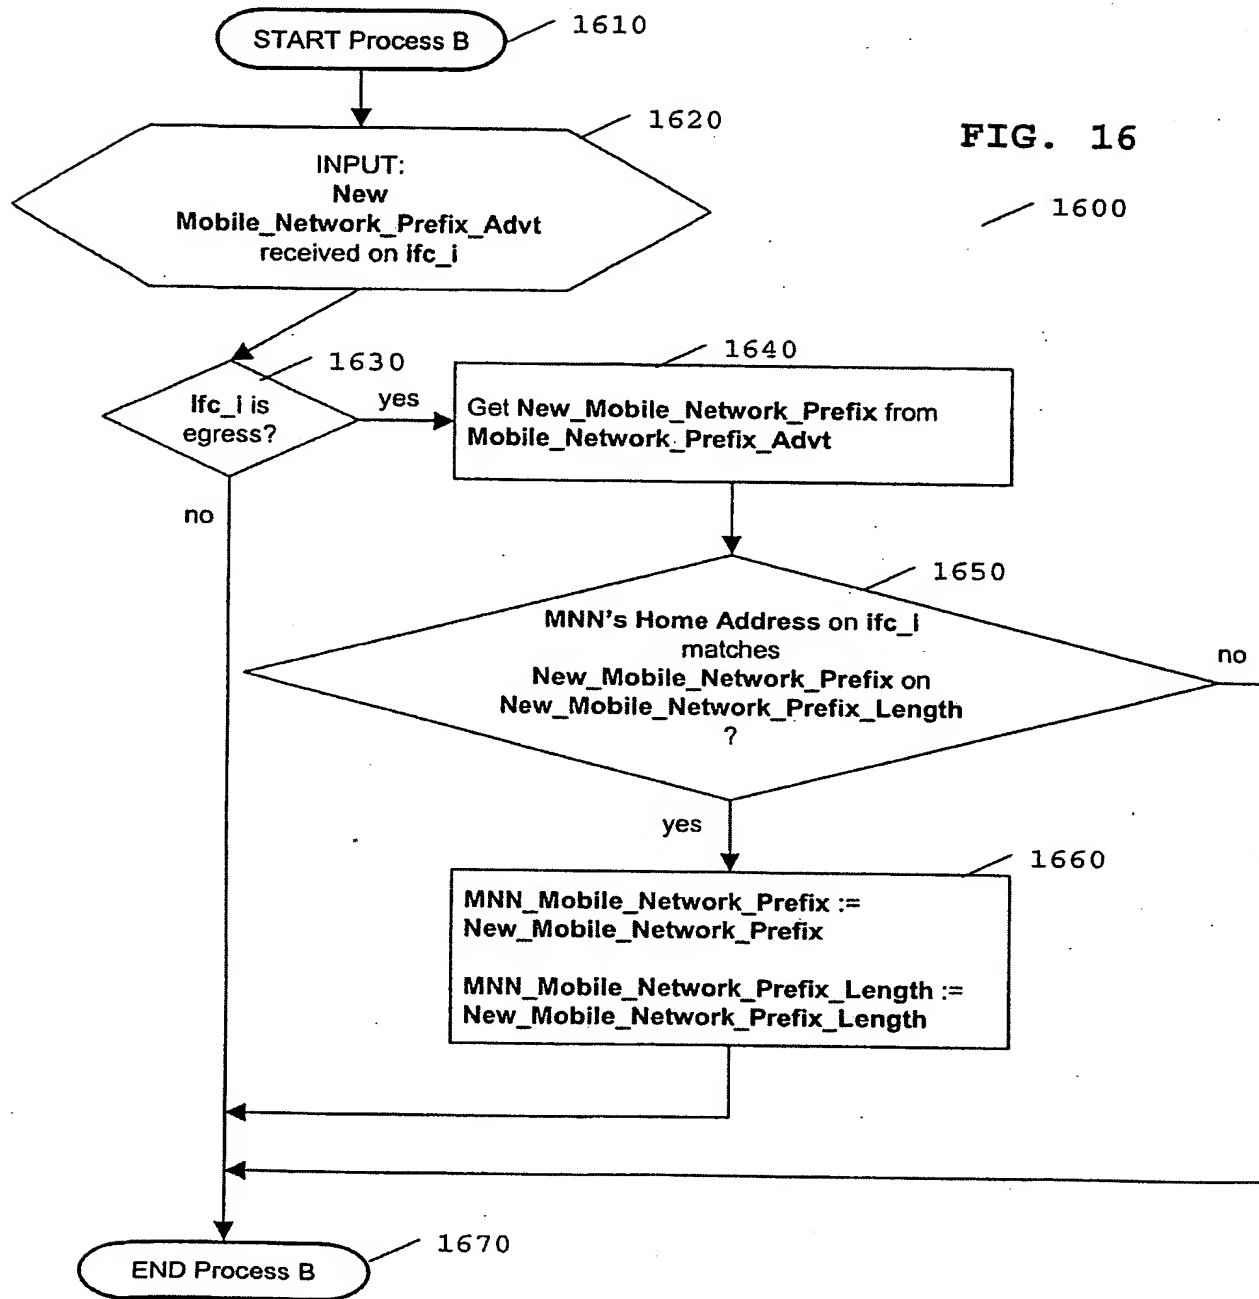 START Process B
1610
1620
FIG. 16
INPUT:
New
Mobile_Network_Prefix_Advt
received on ifc_i
1600
1630
Ifc_i is
egress?
yes
no
1640
Get New_Mobile_Network_Prefix from
Mobile_Network_Prefix_Advt
1650
MNN's Home Address on ifc_i
matches
New_Mobile_Network_Prefix on
New_Mobile_Network_Prefix_Length
?
no
yes
1660
MNN_Mobile_Network_Prefix :=
New_Mobile_Network_Prefix
MNN_Mobile_Network_Prefix_Length :=
New_Mobile_Network_Prefix_Length
END Process B
1670